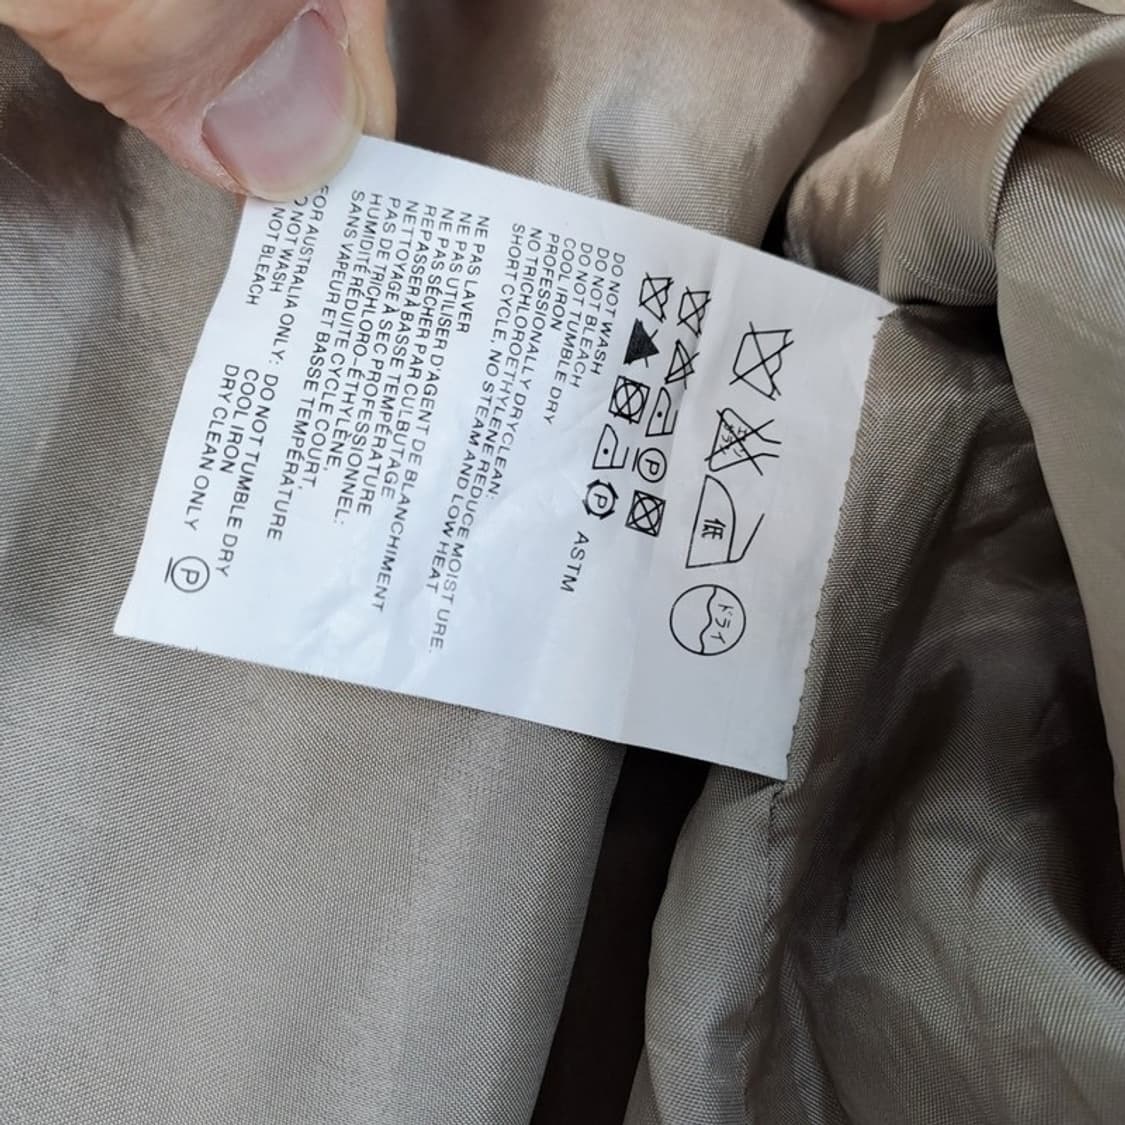 低
ドライ
P
P
ASTM
DO NOT WASH
DO NOT BLEACH
DO NOT TUMBLE DRY
COOL IRON
PROFESSIONALLY DRYCLEAN:
NO TRICHLOROETHYLENE REDUCE MOISTURE.
SHORT CYCLE, NO STEAM AND LOW HEAT
NE PAS LAVER
NE PAS UTILISER D'AGENT DE BLANCHIMENT
NE PAS SÉCHER PAR CULBUTAGE
REPASSER À BASSE TEMPÉRATURE
NETTOYAGE À SEC PROFESSIONNEL:
PAS DE TRICHLORO-ÉTHYLÈNE,
HUMIDITÉ RÉDUITE CYCLE COURT,
SANS VAPEUR ET BASSE TEMPÉRATURE
FOR AUSTRALIA ONLY: DO NOT TUMBLE DRY
NOT WASH COOL IRON
NOT BLEACH DRY CLEAN ONLY P